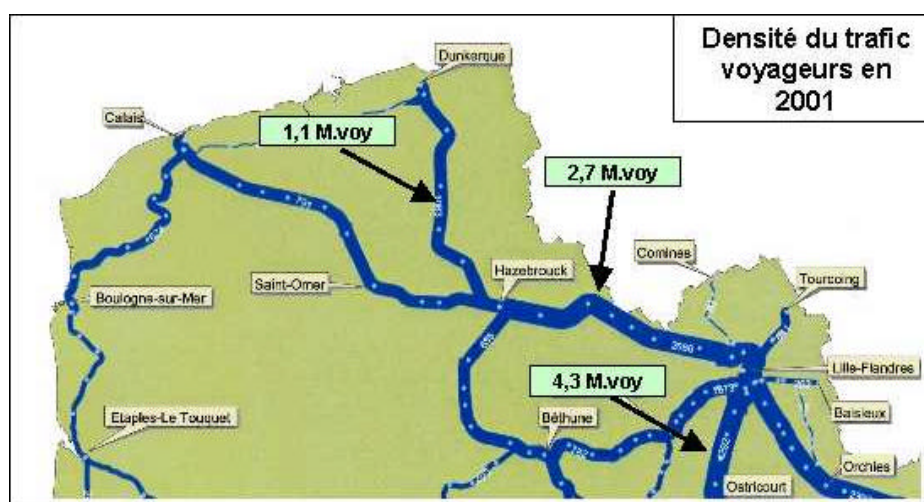 Densité du trafic
voyageurs en
2001
Dunkerque
Calais
1,1 M.voy
2,7 M.voy
Comines
Tourcoing
Hazebrouck
Saint-Omer
Boulogne-sur-Mer
Lille-Flandres
4,3 M.voy
Baisieux
Etaples-Le Touquet
Béthune
Orchies
Ostricourt